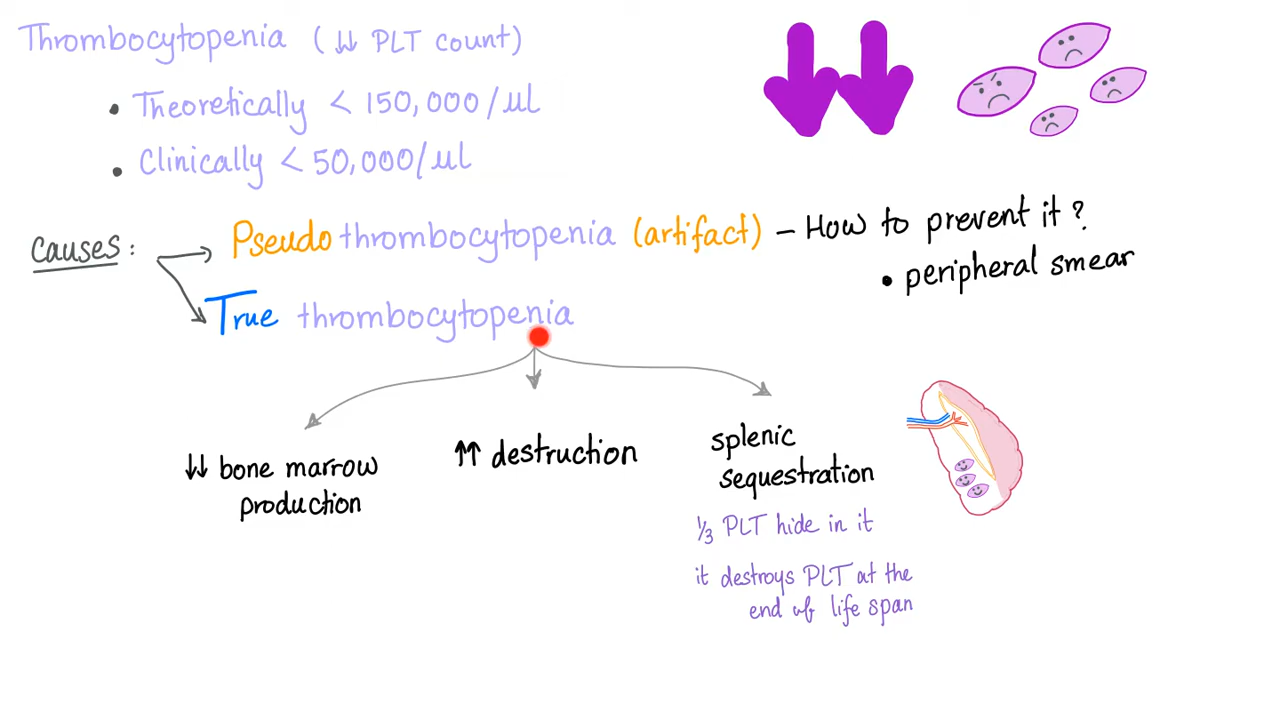 Thrombocytopenia (↓↓ PLT count)
• Theoretically < 150,000/µL
• Clinically < 50,000/µL
Causes:
Pseudothrombocytopenia (artifact) – How to prevent it?
• peripheral smear
True thrombocytopenia
↓↓ bone marrow
production
↑↑ destruction
splenic
sequestration
1/3 PLT hide in it
it destroys PLT at the
end of life span